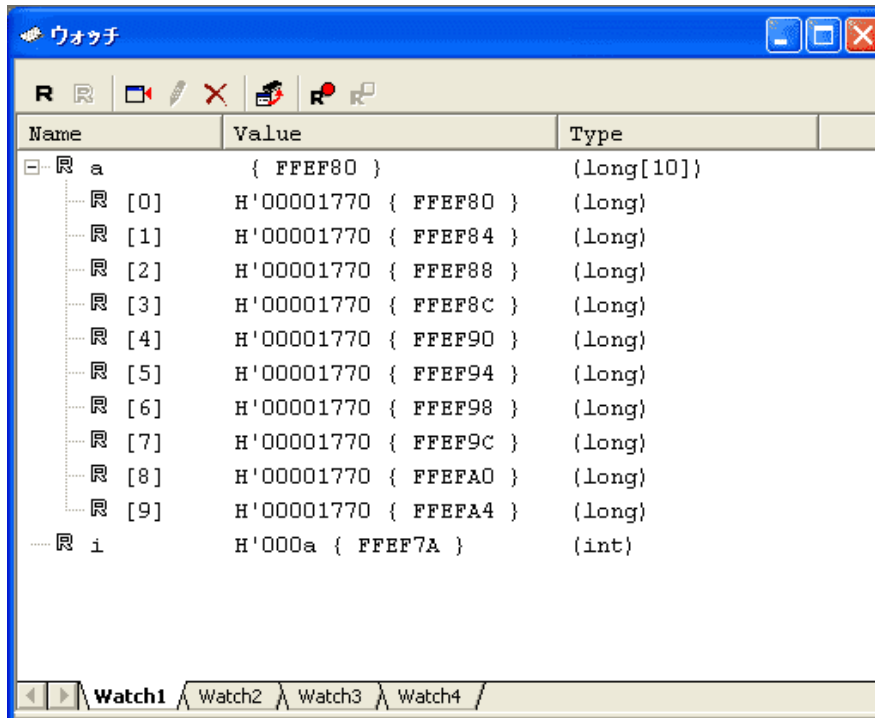 ウォッチ
R R R R
Name Value Type
R a { FFEF80 } (long[10])
R [0] H'00001770 { FFEF80 } (long)
R [1] H'00001770 { FFEF84 } (long)
R [2] H'00001770 { FFEF88 } (long)
R [3] H'00001770 { FFEF8C } (long)
R [4] H'00001770 { FFEF90 } (long)
R [5] H'00001770 { FFEF94 } (long)
R [6] H'00001770 { FFEF98 } (long)
R [7] H'00001770 { FFEF9C } (long)
R [8] H'00001770 { FFEFA0 } (long)
R [9] H'00001770 { FFEFA4 } (long)
R i H'000a { FFEF7A } (int)
Watch1 Watch2 Watch3 Watch4